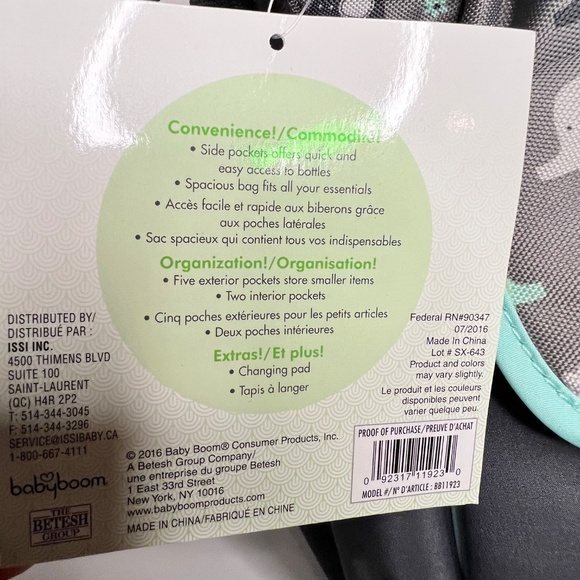 Convenience!/Commodité!
• Side pockets offers quick and
easy access to bottles
• Spacious bag fits all your essentials
• Accès facile et rapide aux biberons grâce
aux poches latérales
• Sac spacieux qui contient tous vos indispensables
Organization!/Organisation!
• Five exterior pockets store smaller items
• Two interior pockets
• Cinq poches extérieures pour les petits articles
• Deux poches intérieures
Extras!/Et plus!
• Changing pad
• Tapis à langer
DISTRIBUTED BY/
DISTRIBUÉ PAR :
ISSI INC.
4500 THIMENS BLVD
SUITE 100
SAINT-LAURENT
(QC) H4R 2P2
T: 514-344-3045
F: 514-344-3296
SERVICE@ISSIBABY.CA
1-800-667-4111
babyboom
THE
BETESH
GROUP
© 2016 Baby Boom® Consumer Products, Inc.
A Betesh Group Company/
une entreprise du groupe Betesh
1 East 33rd Street
New York, NY 10016
www.babyboomproducts.com
MADE IN CHINA/FABRIQUÉ EN CHINE
Federal RN#90347
07/2016
Made In China
Lot # SX-643
Product and colors
may vary slightly.
Le produit et les couleurs
disponibles peuvent
varier quelque peu.
PROOF OF PURCHASE/PREUVE D'ACHAT
0 92317 11923 0
MODEL #/ N° D'ARTICLE : BB11923